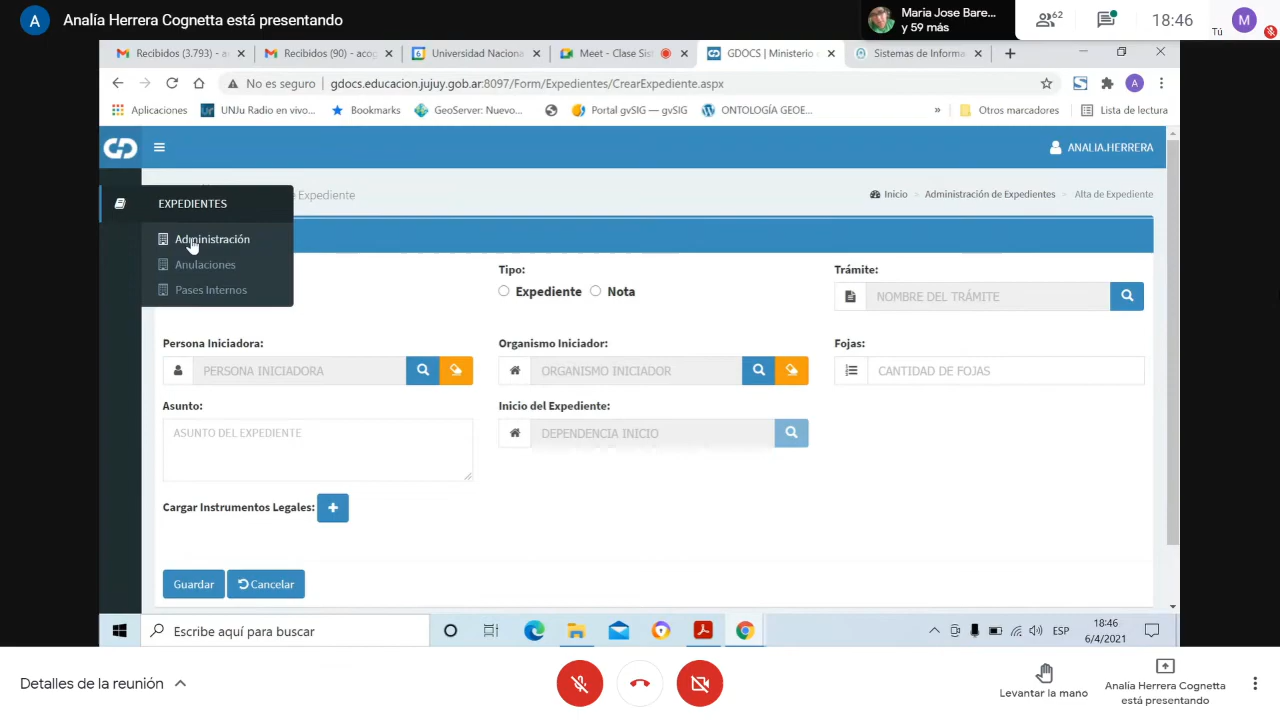 A Analía Herrera Cognetta está presentando
Maria Jose Bare...
y 59 más
62
18:46
Tú
M
Recibidos (3.793) - a
Recibidos (90) - acog
Universidad Naciona
Meet - Clase Sis
GDOCS | Ministerio
Sistemas de Informa
No es seguro | gdocs.educacion.jujuy.gob.ar:8097/Form/Expedientes/CrearExpediente.aspx
A
Aplicaciones
UNJu Radio en vivo...
Bookmarks
GeoServer: Nuevo...
Portal gvSIG — gvSIG
ONTOLOGÍA GEOE...
»
Otros marcadores
Lista de lectura
GD
ANALIA.HERRERA
Expediente
Inicio
Administración de Expedientes
Alta de Expediente
EXPEDIENTES
Administración
Anulaciones
Pases Internos
Tipo:
Expediente
Nota
Trámite:
NOMBRE DEL TRÁMITE
Persona Iniciadora:
PERSONA INICIADORA
Organismo Iniciador:
ORGANISMO INICIADOR
Fojas:
CANTIDAD DE FOJAS
Asunto:
ASUNTO DEL EXPEDIENTE
Inicio del Expediente:
DEPENDENCIA INICIO
Cargar Instrumentos Legales:
Guardar
Cancelar
Escribe aquí para buscar
ESP
18:46
6/4/2021
Detalles de la reunión
Levantar la mano
Analía Herrera Cognetta
está presentando